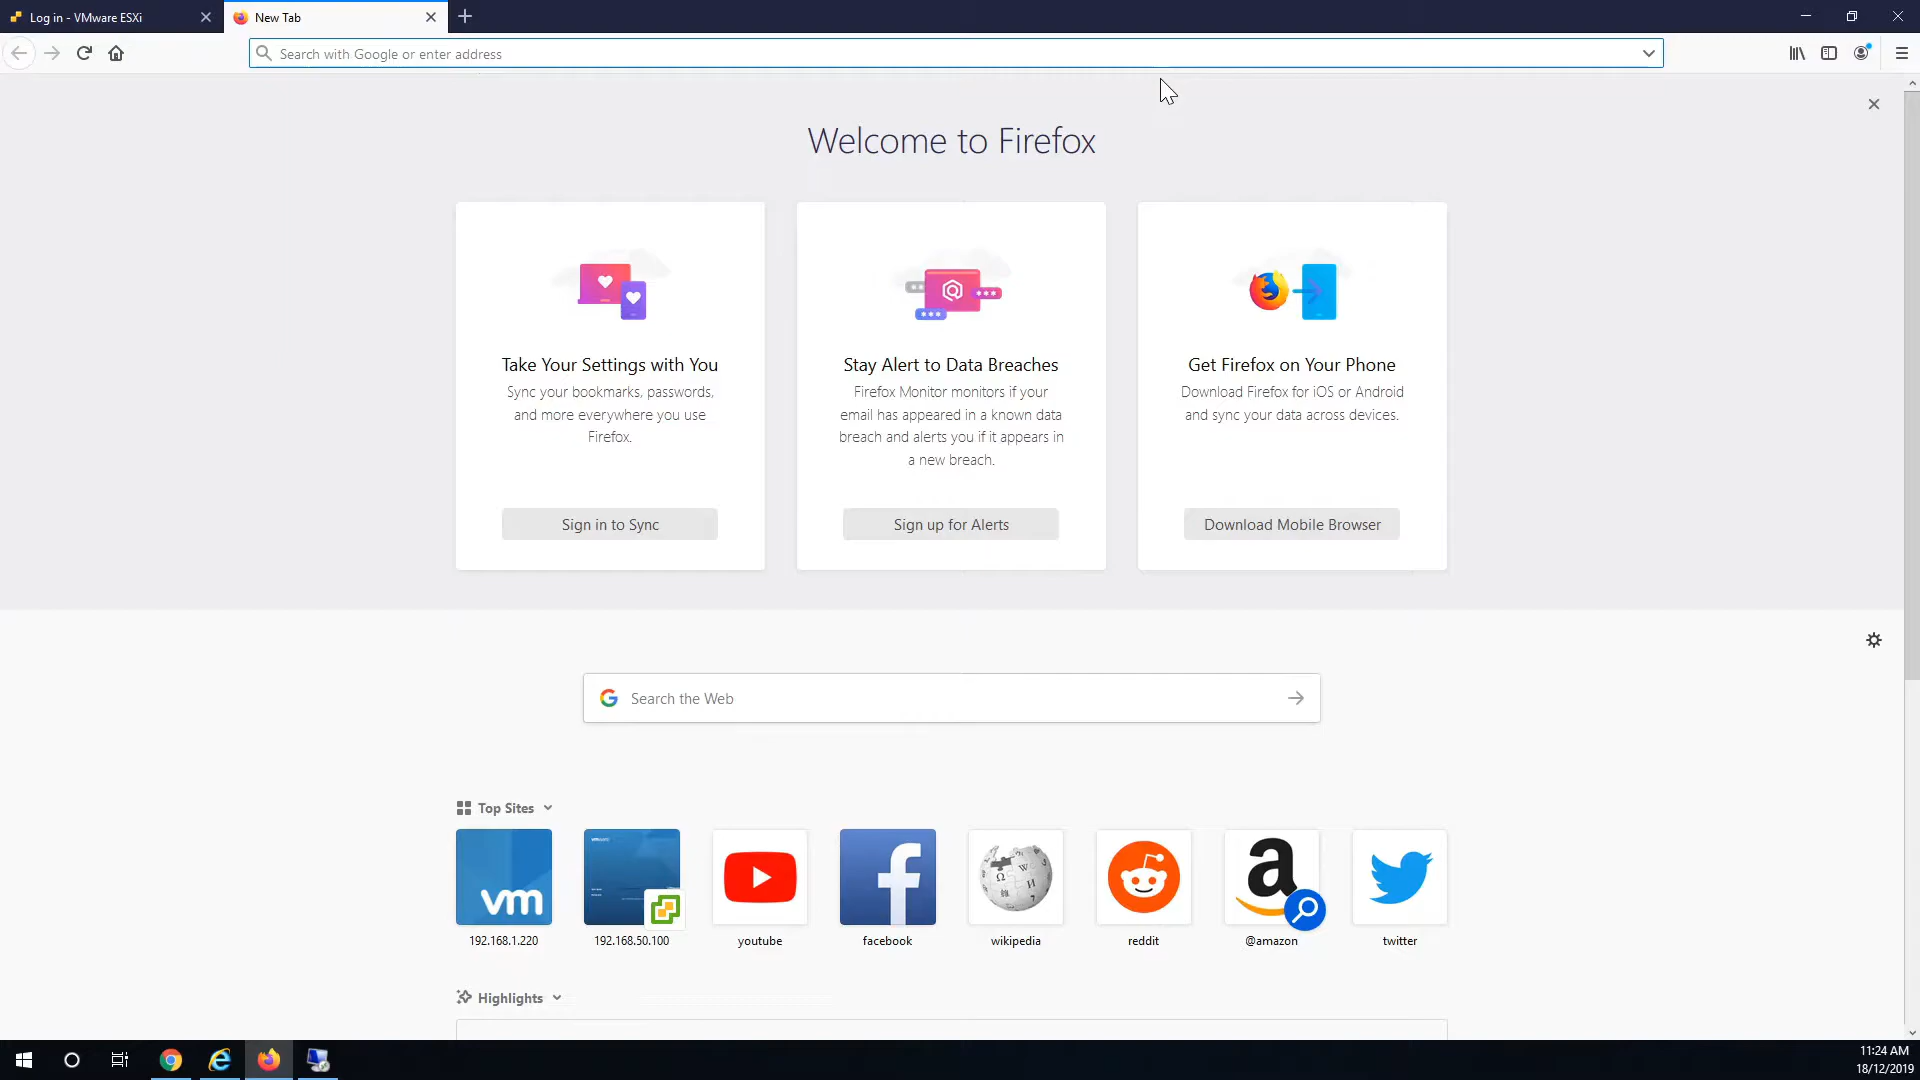 Log in - VMware ESXi
New Tab
Search with Google or enter address
Welcome to Firefox
Take Your Settings with You
Sync your bookmarks, passwords,
and more everywhere you use
Firefox.
Sign in to Sync
Stay Alert to Data Breaches
Firefox Monitor monitors if your
email has appeared in a known data
breach and alerts you if it appears in
a new breach.
Sign up for Alerts
Get Firefox on Your Phone
Download Firefox for iOS or Android
and sync your data across devices.
Download Mobile Browser
Search the Web
Top Sites
vm
192.168.1.220
192.168.50.100
youtube
facebook
wikipedia
reddit
@amazon
twitter
Highlights
11:24 AM
18/12/2019